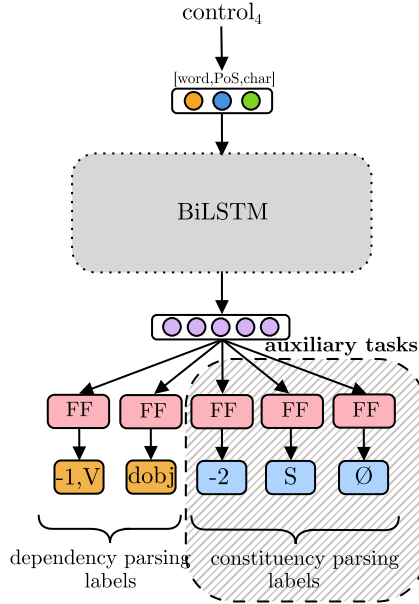 control4
[word,PoS,char]
BiLSTM
auxiliary tasks
FF FF FF FF FF
-1,V dobj -2 S Ø
dependency parsing constituency parsing
labels labels